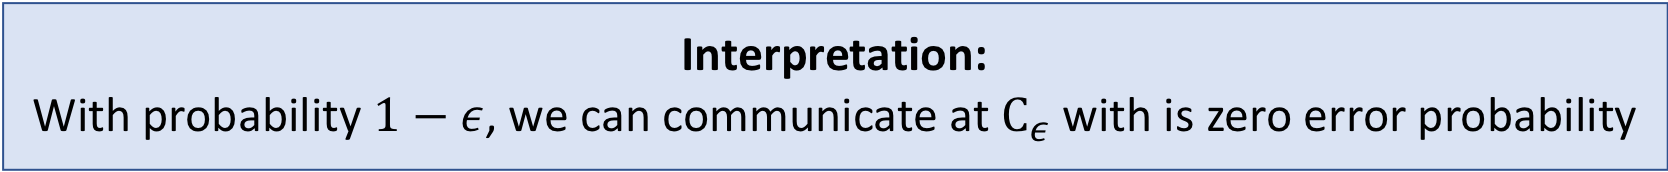 Interpretation:
With probability 1 − ϵ, we can communicate at C_ϵ with is zero error probability